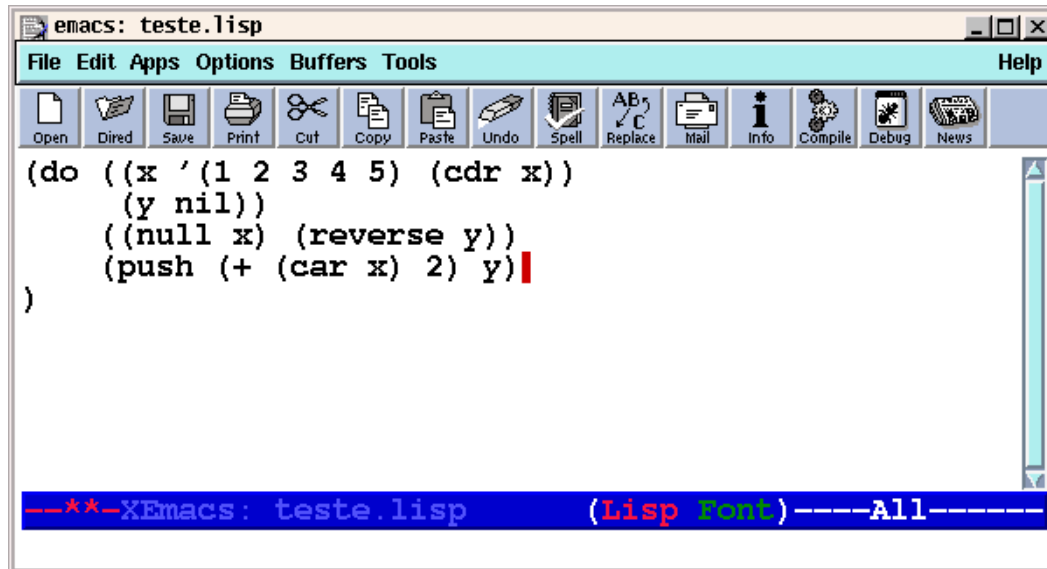 emacs: teste.lisp
File Edit Apps Options Buffers Tools Help
Open Dired Save Print Cut Copy Paste Undo Spell Replace Mail Info Compile Debug News
(do ((x '(1 2 3 4 5) (cdr x))
(y nil))
((null x) (reverse y))
(push (+ (car x) 2) y)
)
--**-XEmacs: teste.lisp (Lisp Font)----All------